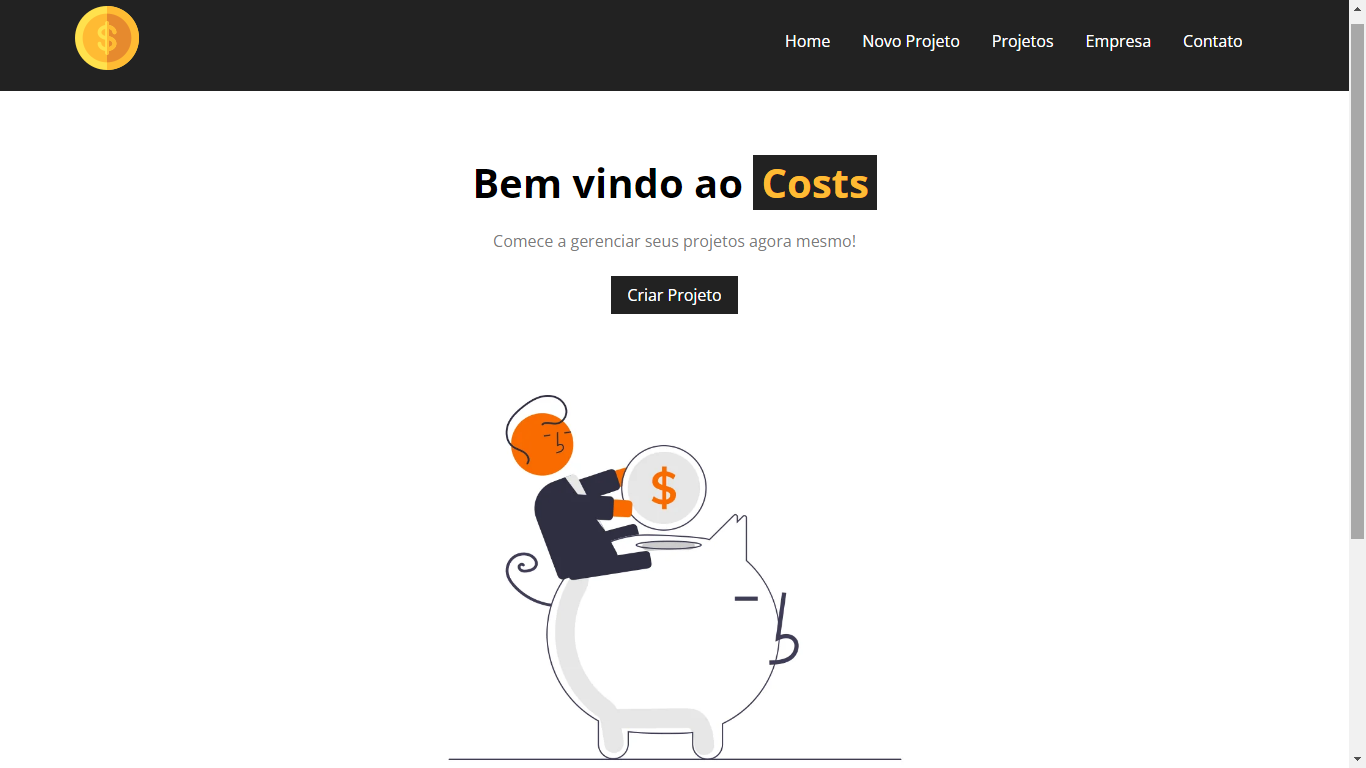 $
Home Novo Projeto Projetos Empresa Contato
Bem vindo ao Costs
Comece a gerenciar seus projetos agora mesmo!
Criar Projeto
$